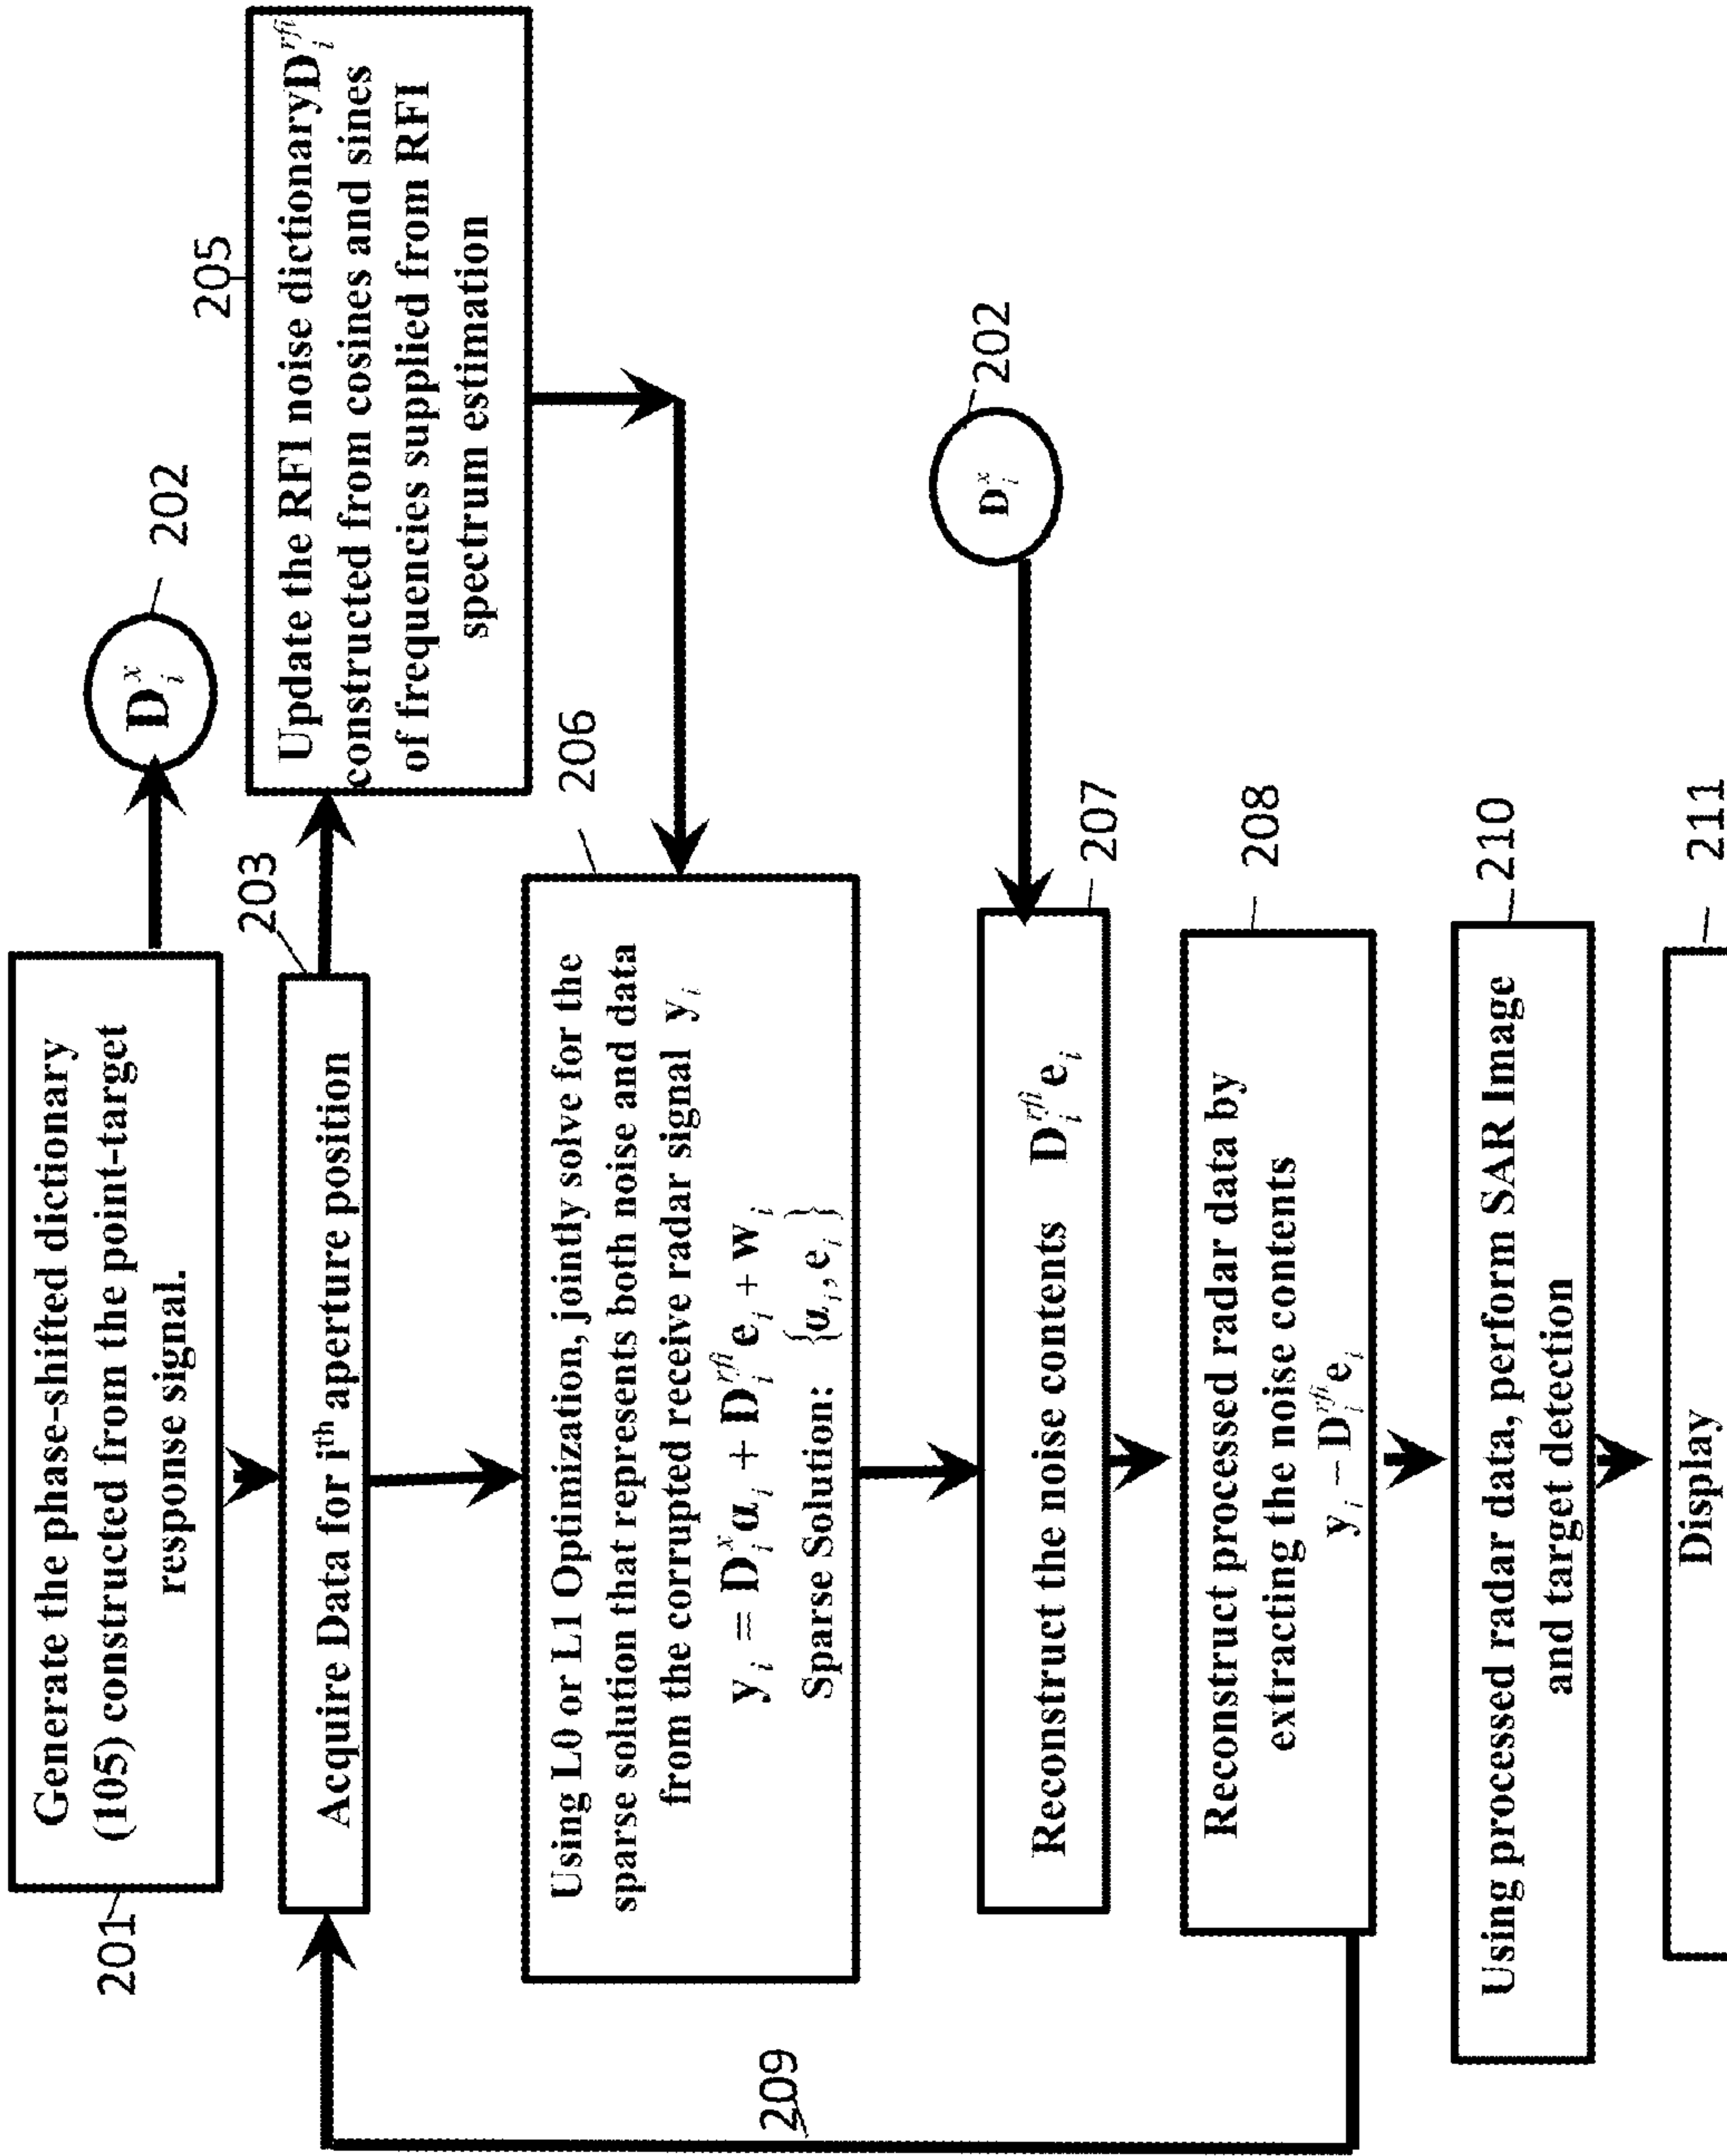 Generate the phase-shifted dictionary
(105) constructed from the point-target
response signal.
201
D_i^x
202
Acquire Data for i^th aperture position
203
Update the RFI noise dictionary D_i^rfi
constructed from cosines and sines
of frequencies supplied from RFI
spectrum estimation
205
Using L0 or L1 Optimization, jointly solve for the
sparse solution that represents both noise and data
from the corrupted receive radar signal y_i
y_i = D_i^x α_i + D_i^rfi e_i + w_i
Sparse Solution: {α_i, e_i}
206
D_i^x
202
Reconstruct the noise contents D_i^rfi e_i
207
Reconstruct processed radar data by
extracting the noise contents
y_i − D_i^rfi e_i
208
209
Using processed radar data, perform SAR Image
and target detection
210
Display
211